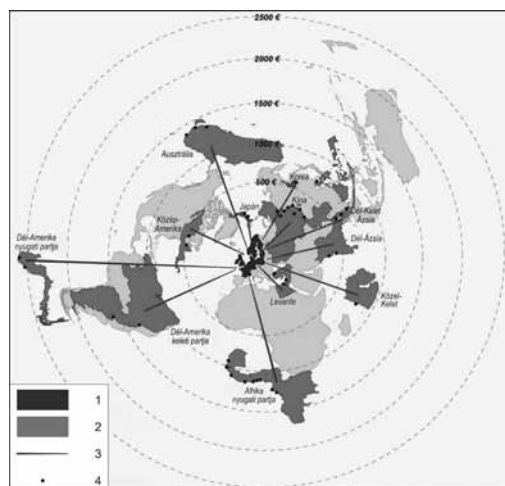 2500 €
2000 €
1500 €
1000 €
500 €
Ausztrália
Korea
Kína
Japán
Közép-
Amerika
Dél-Kelet
Ázsia
Dél-Ázsia
Dél-Amerika
nyugati partja
Közel-
Kelet
Levante
Dél-Amerika
keleti partja
Afrika
nyugati partja
1
2
3
4